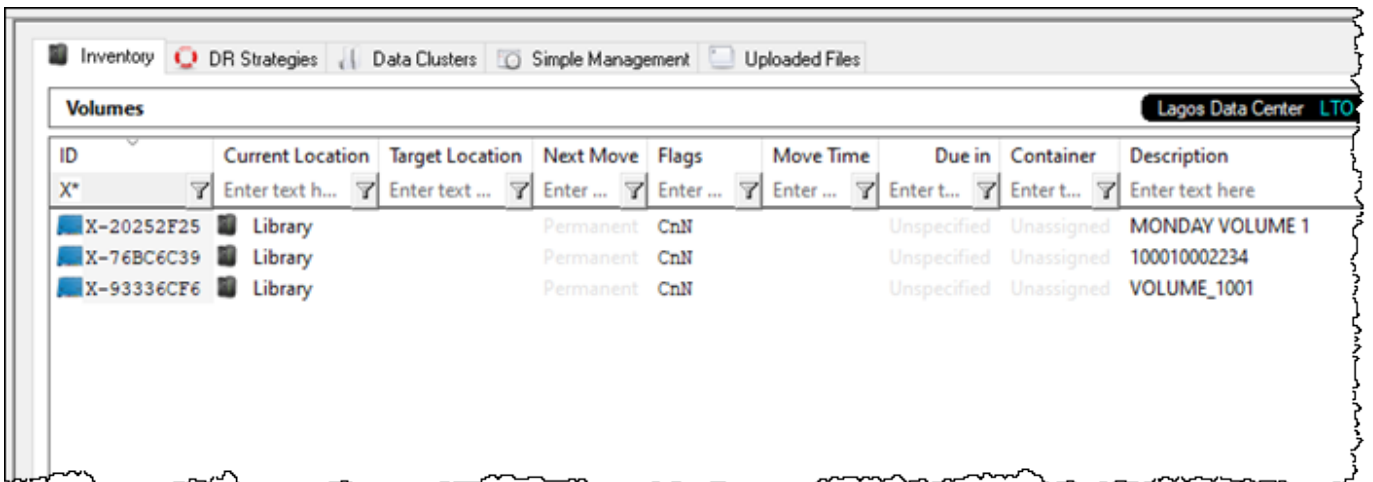 Inventory DR Strategies Data Clusters Simple Management Uploaded Files
Volumes Lagos Data Center LTO
ID Current Location Target Location Next Move Flags Move Time Due in Container Description
X* Enter text h... Enter text ... Enter ... Enter ... Enter ... Enter t... Enter t... Enter text here
X-20252F25 Library Permanent CnN Unspecified Unassigned MONDAY VOLUME 1
X-76BC6C39 Library Permanent CnN Unspecified Unassigned 100010002234
X-93336CF6 Library Permanent CnN Unspecified Unassigned VOLUME_1001